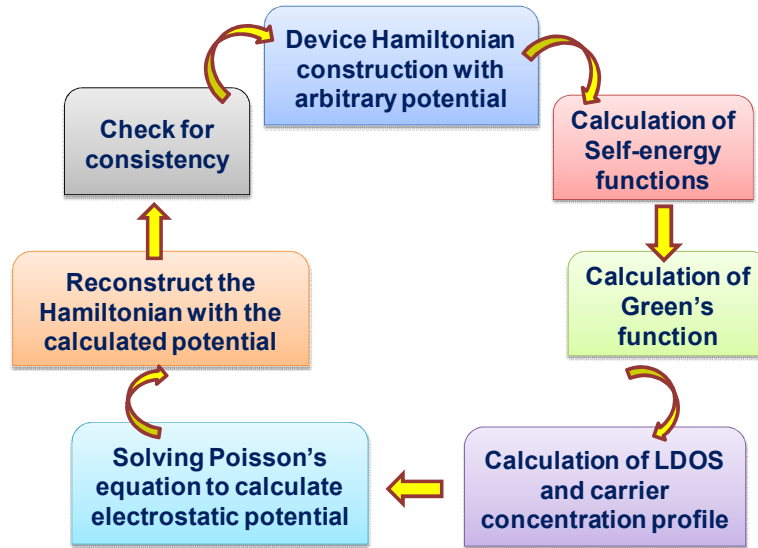 Device Hamiltonian
construction with
arbitrary potential
Calculation of
Self-energy
functions
Calculation of
Green's
function
Calculation of LDOS
and carrier
concentration profile
Solving Poisson's
equation to calculate
electrostatic potential
Reconstruct the
Hamiltonian with the
calculated potential
Check for
consistency